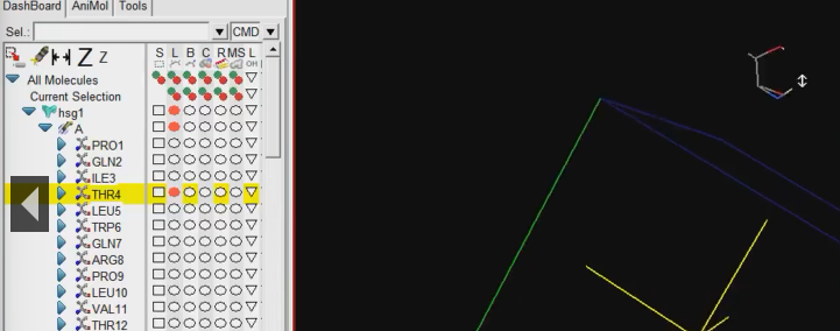 DashBoard AniMol Tools
Sel.: CMD
Z Z S L B C R MS L
All Molecules
Current Selection
hsg1
A
PRO1
GLN2
ILE3
THR4
LEU5
TRP6
GLN7
ARG8
PRO9
LEU10
VAL11
THR12